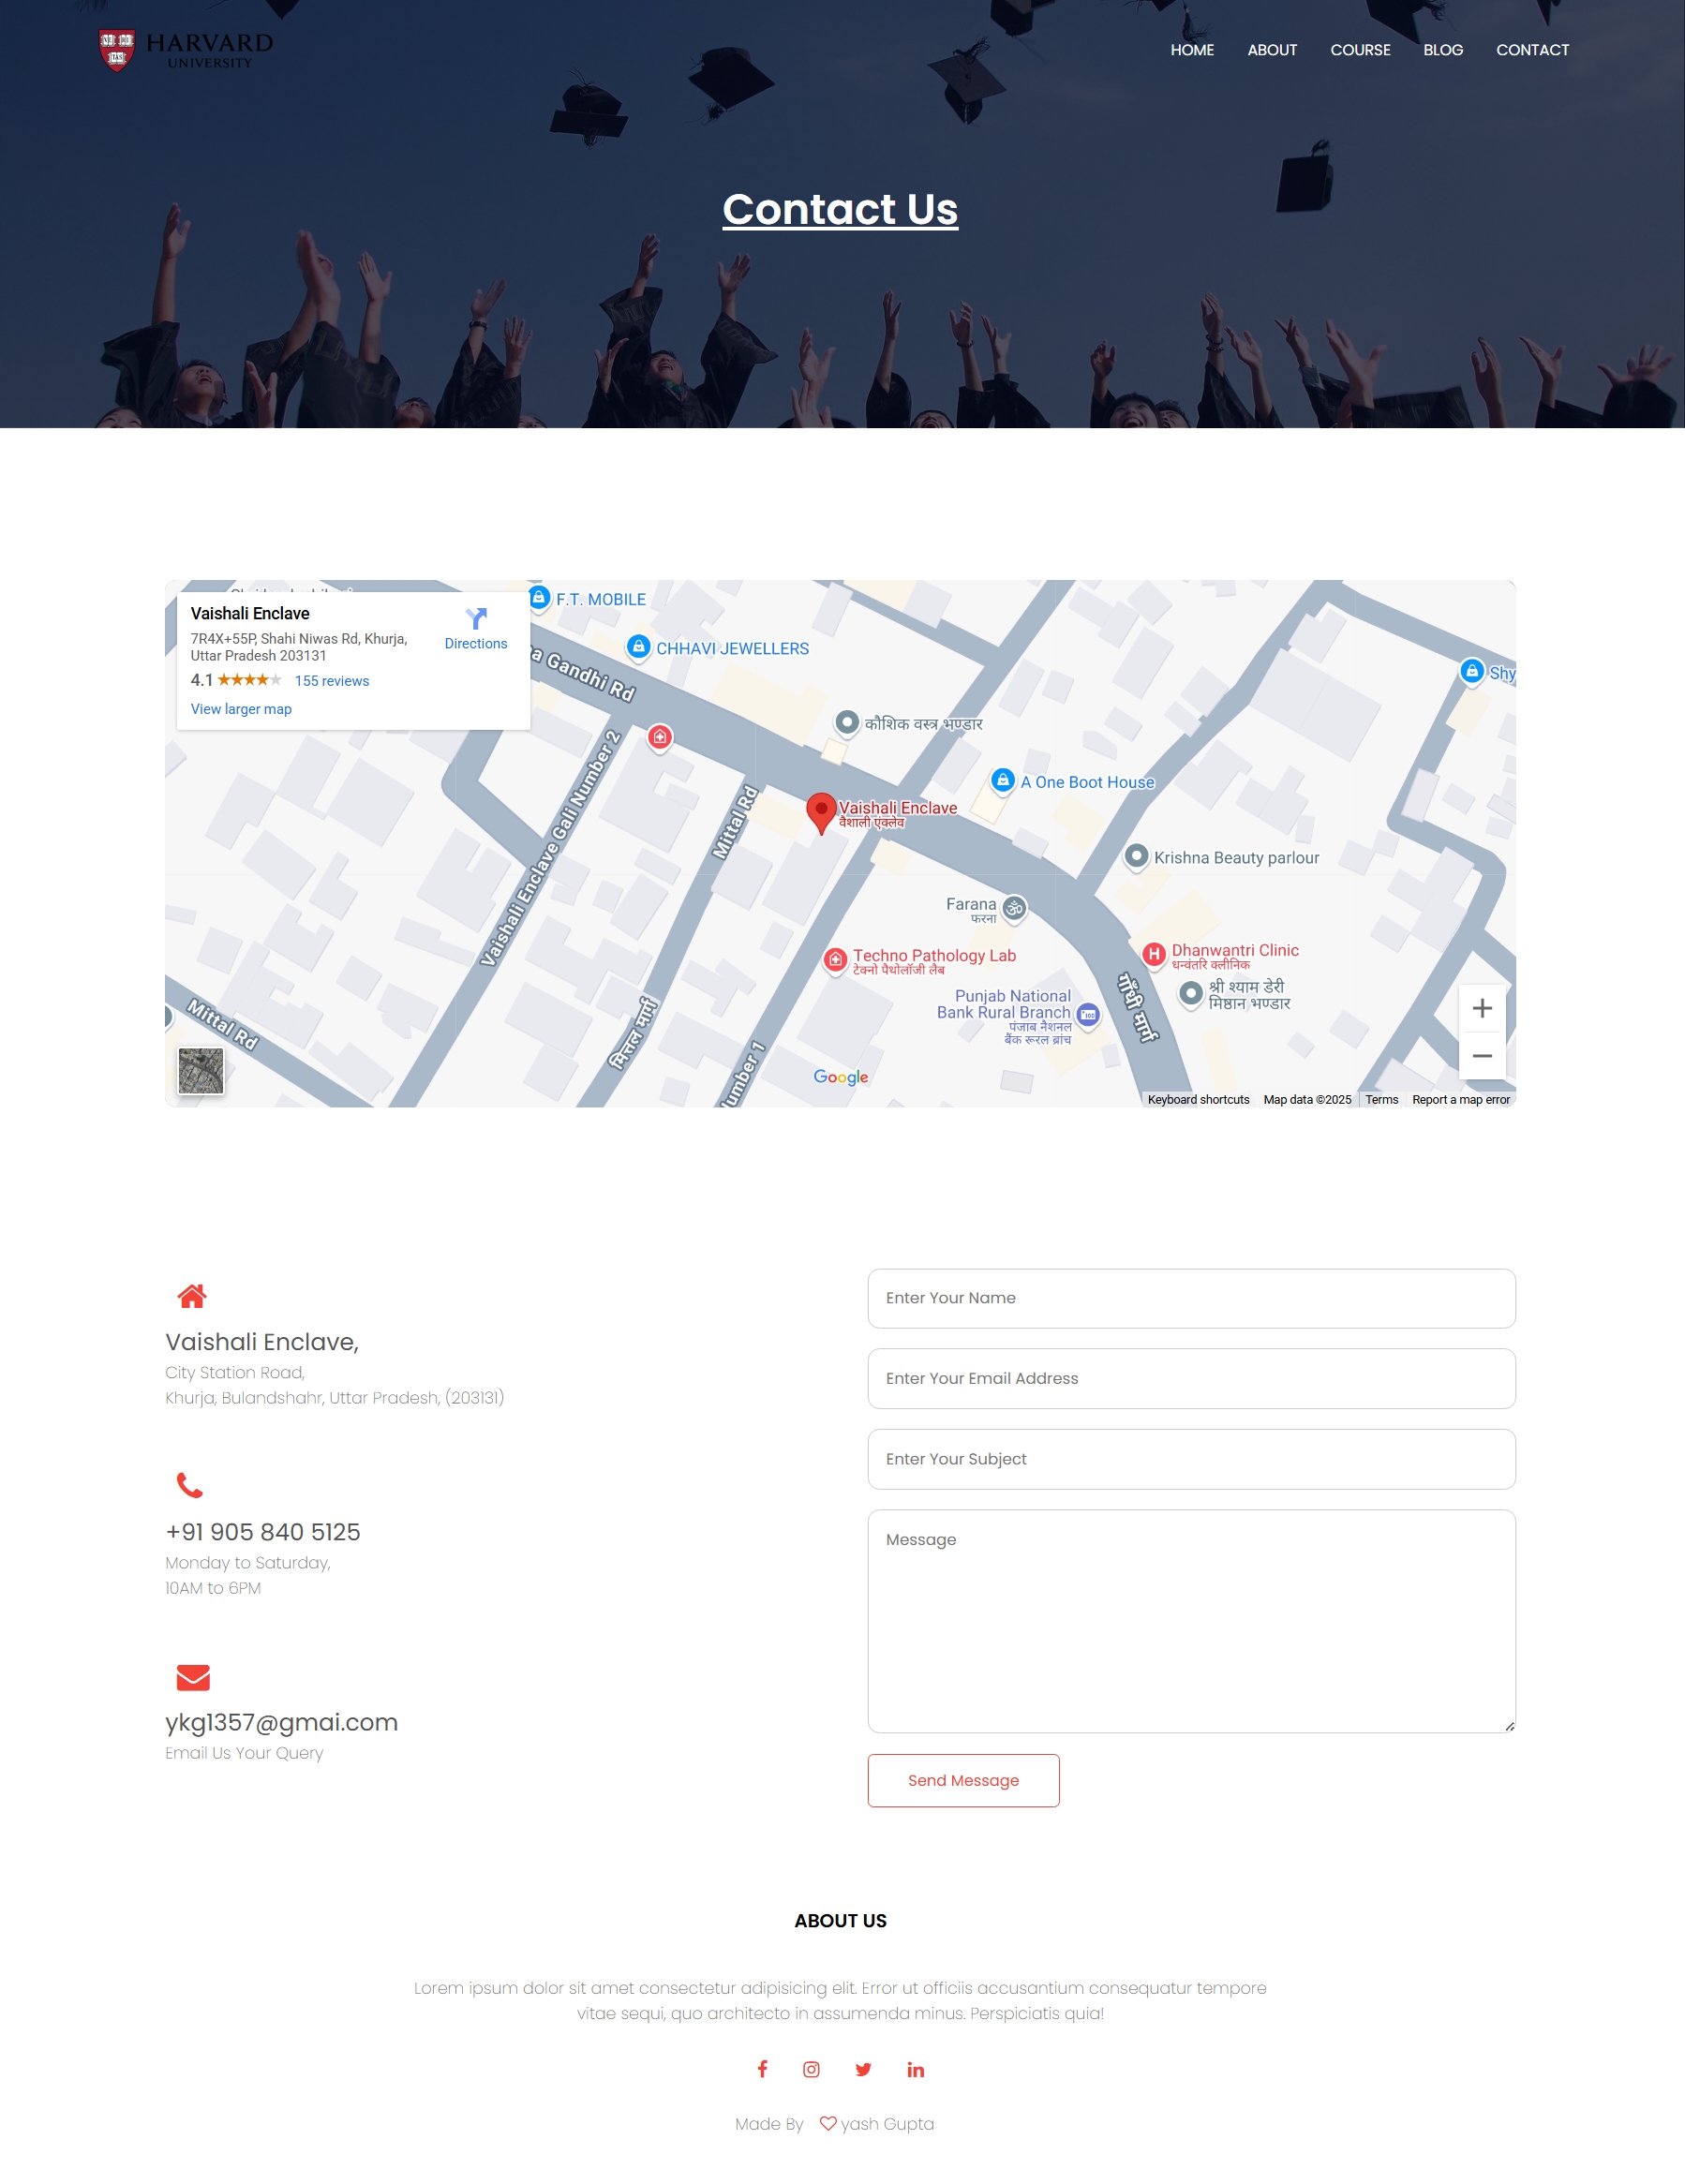 HARVARD
UNIVERSITY
HOME ABOUT COURSE BLOG CONTACT
Contact Us
Vaishali Enclave
7R4X+55P, Shahi Niwas Rd, Khurja,
Uttar Pradesh 203131
4.1 155 reviews
View larger map
Directions
F.T. MOBILE
CHHAVI JEWELLERS
a Gandhi Rd
Shy
कौशिक वस्त्र भण्डार
A One Boot House
Vaishali Enclave
वैशाली एंक्लेव
Vaishali Enclave Gali Number 2
Mittal Rd
Krishna Beauty parlour
Farana
फरना
Techno Pathology Lab
टेक्नो पैथोलॉजी लैब
Dhanwantri Clinic
धन्वंतरि क्लीनिक
श्री श्याम डेरी
मिष्ठान भण्डार
Punjab National
Bank Rural Branch
पंजाब नैशनल
बैंक रूरल ब्रांच
गाँधी मार्ग
Mittal Rd
मित्तल मार्ग
umber 1
Google
Keyboard shortcuts Map data ©2025 Terms Report a map error
Vaishali Enclave,
City Station Road,
Khurja, Bulandshahr, Uttar Pradesh, (203131)
+91 905 840 5125
Monday to Saturday,
10AM to 6PM
ykg1357@gmai.com
Email Us Your Query
Enter Your Name
Enter Your Email Address
Enter Your Subject
Message
Send Message
ABOUT US
Lorem ipsum dolor sit amet consectetur adipisicing elit. Error ut officiis accusantium consequatur tempore
vitae sequi, quo architecto in assumenda minus. Perspiciatis quia!
Made By yash Gupta